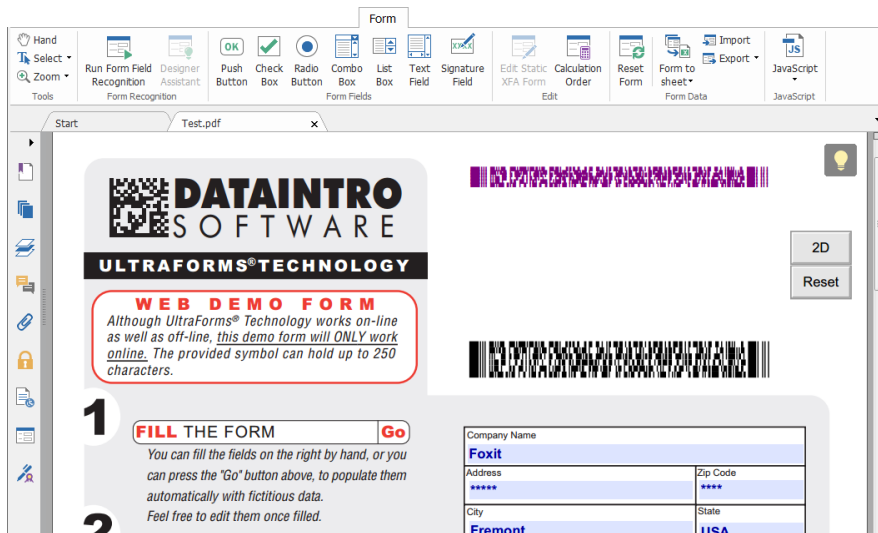 Form
Hand
Select
Zoom
Tools
Run Form Field Recognition
Designer Assistant
Form Recognition
OK
Push Button
Check Box
Radio Button
Combo Box
List Box
Text Field
xxxx
Signature Field
Form Fields
Edit Static XFA Form
Calculation Order
Edit
Reset Form
Form to sheet
Import
Export
Form Data
JS
JavaScript
JavaScript
Start
Test.pdf
x
DATAINTRO
SOFTWARE
ULTRAFORMS®TECHNOLOGY
WEB DEMO FORM
Although UltraForms® Technology works on-line
as well as off-line, this demo form will ONLY work
online. The provided symbol can hold up to 250
characters.
2D
Reset
1
FILL THE FORM Go
You can fill the fields on the right by hand, or you
can press the "Go" button above, to populate them
automatically with fictitious data.
Feel free to edit them once filled.
2
Company Name
Foxit
Address
*****
Zip Code
****
City
Fremont
State
USA